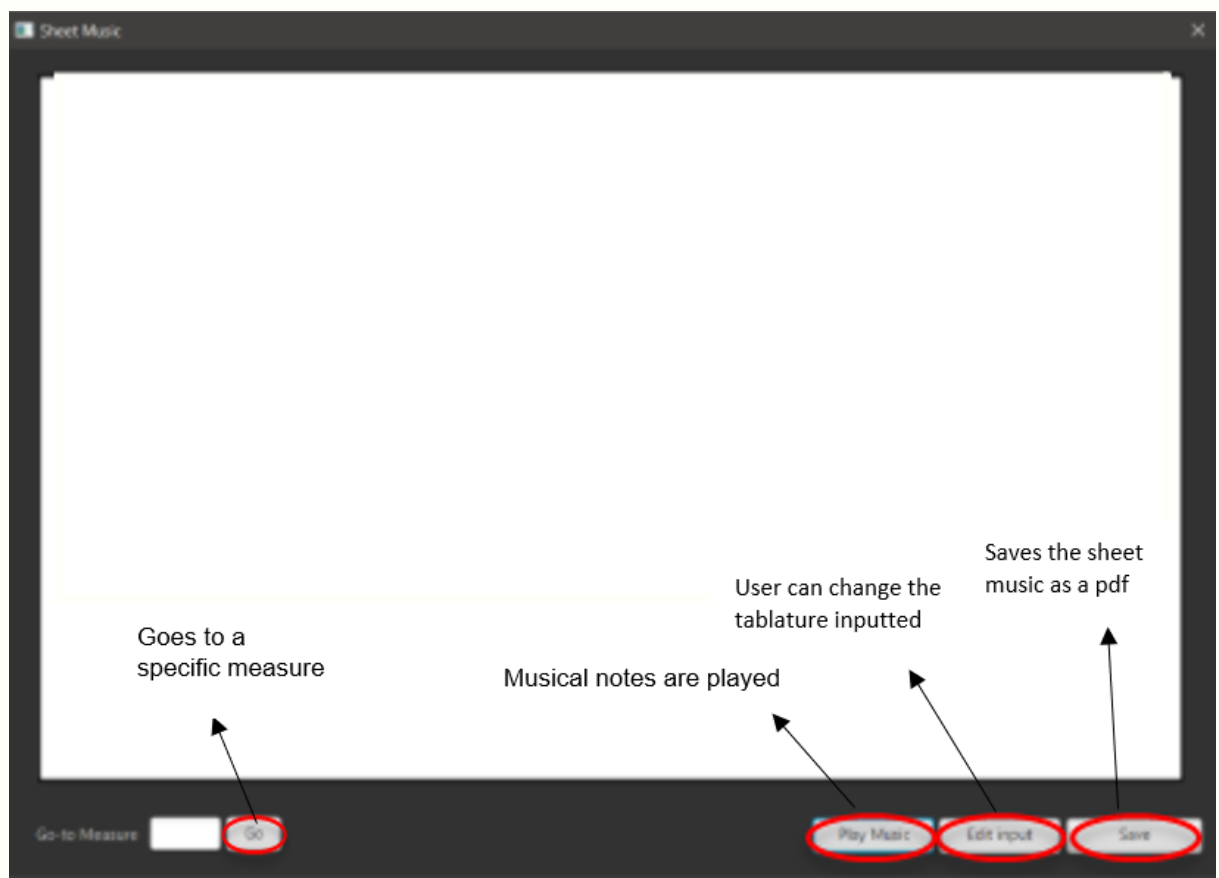 Sheet Music
Saves the sheet
music as a pdf
User can change the
tablature inputted
Goes to a
specific measure
Musical notes are played
Go-to Measure
Go
Play Music
Edit input
Save